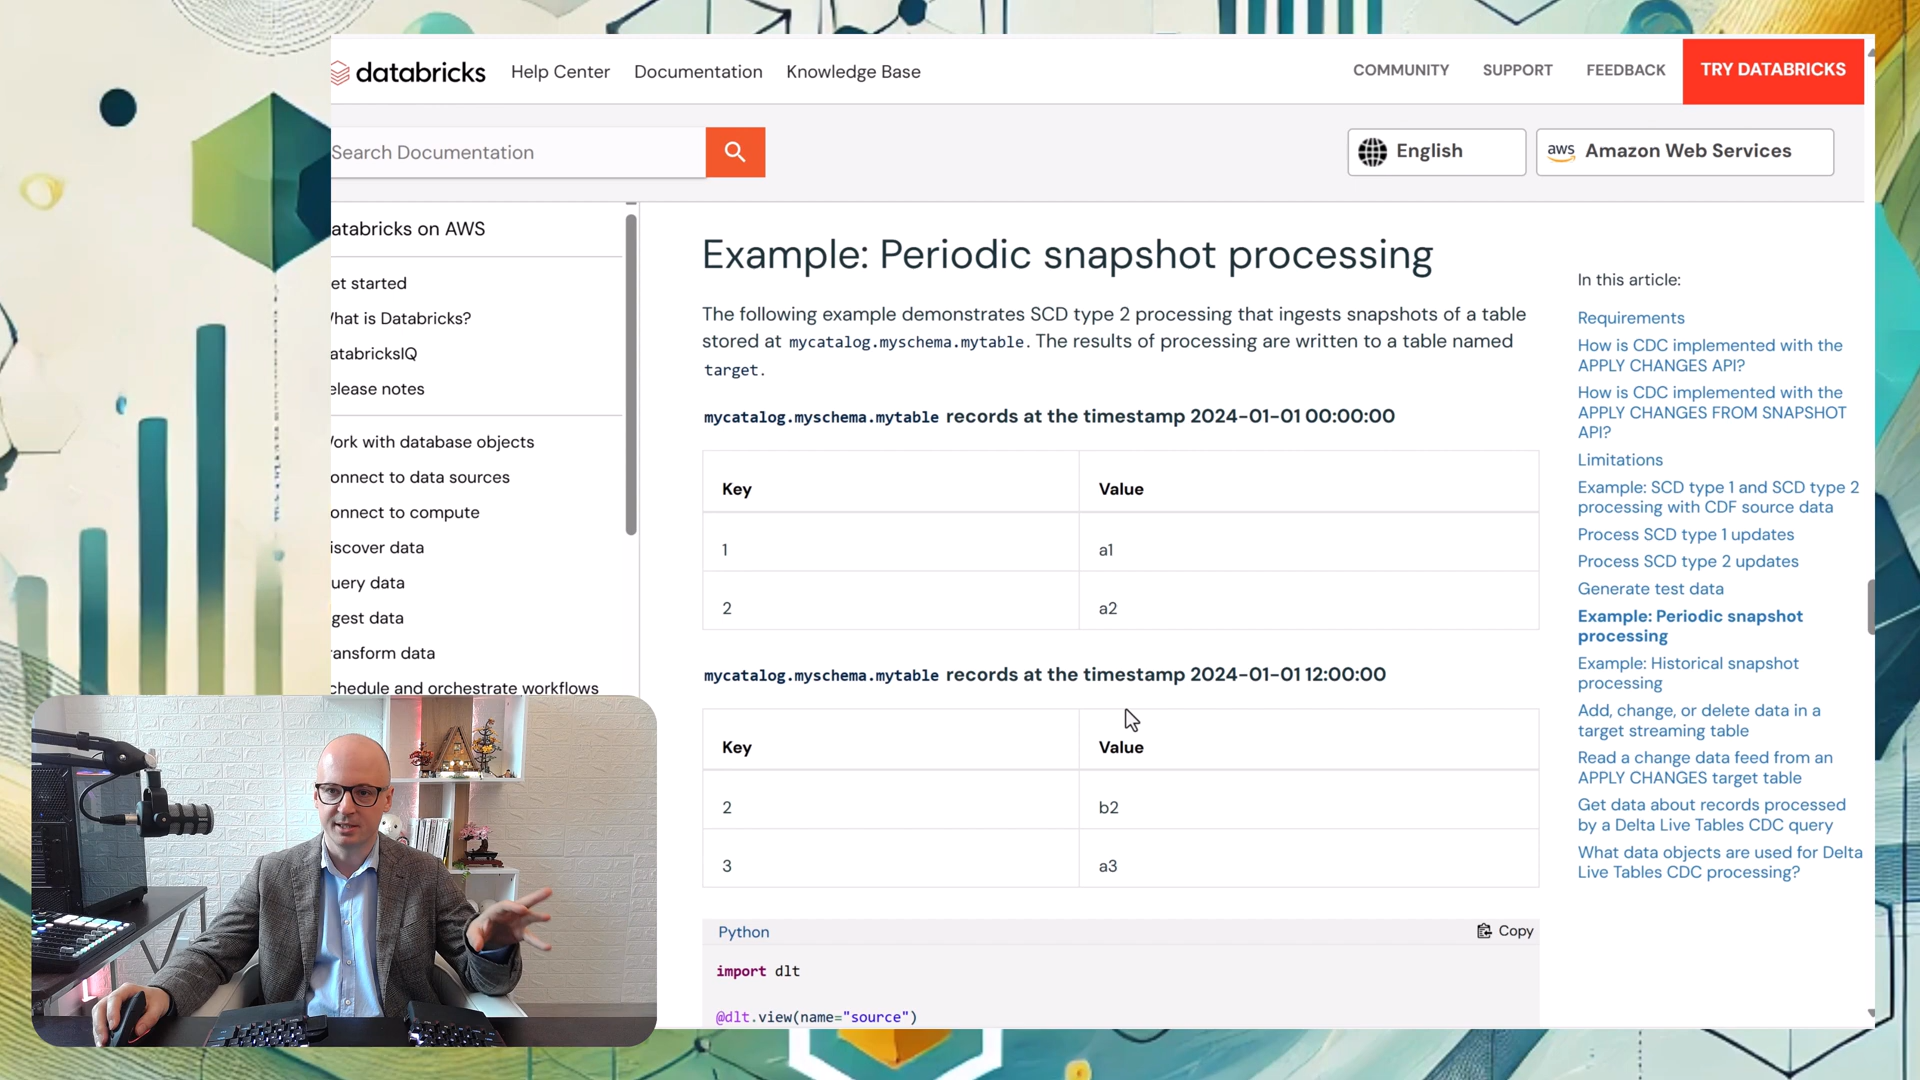 databricks Help Center Documentation Knowledge Base COMMUNITY SUPPORT FEEDBACK TRY DATABRICKS
Search Documentation English aws Amazon Web Services
atabricks on AWS
et started
hat is Databricks?
atabricksIQ
elease notes
ork with database objects
onnect to data sources
onnect to compute
iscover data
uery data
gest data
ransform data
chedule and orchestrate workflows
Example: Periodic snapshot processing
The following example demonstrates SCD type 2 processing that ingests snapshots of a table
stored at mycatalog.myschema.mytable. The results of processing are written to a table named
target.
mycatalog.myschema.mytable records at the timestamp 2024-01-01 00:00:00
Key Value
1 a1
2 a2
mycatalog.myschema.mytable records at the timestamp 2024-01-01 12:00:00
Key Value
2 b2
3 a3
Python Copy
import dlt
@dlt.view(name="source")
In this article:
Requirements
How is CDC implemented with the
APPLY CHANGES API?
How is CDC implemented with the
APPLY CHANGES FROM SNAPSHOT
API?
Limitations
Example: SCD type 1 and SCD type 2
processing with CDF source data
Process SCD type 1 updates
Process SCD type 2 updates
Generate test data
Example: Periodic snapshot
processing
Example: Historical snapshot
processing
Add, change, or delete data in a
target streaming table
Read a change data feed from an
APPLY CHANGES target table
Get data about records processed
by a Delta Live Tables CDC query
What data objects are used for Delta
Live Tables CDC processing?